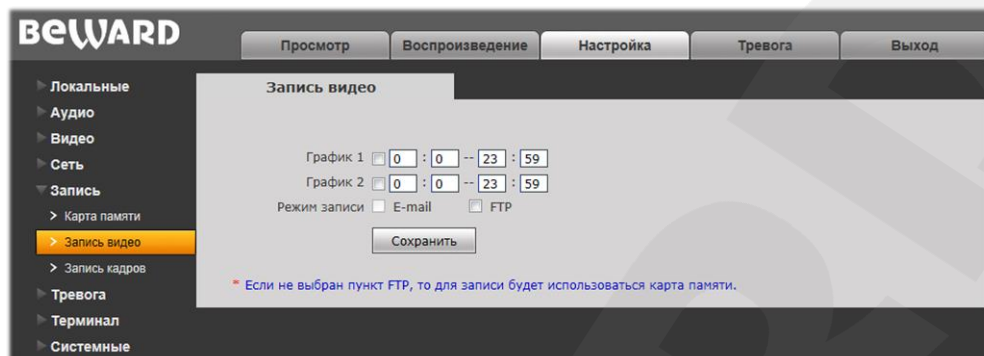 BEWARD
Просмотр Воспроизведение Настройка Тревога Выход
Локальные
Запись видео
Аудио
Видео
Сеть
Запись
Карта памяти
Запись видео
Запись кадров
Тревога
Терминал
Системные
График 1 0 : 0 -- 23 : 59
График 2 0 : 0 -- 23 : 59
Режим записи E-mail FTP
Сохранить
* Если не выбран пункт FTP, то для записи будет использоваться карта памяти.